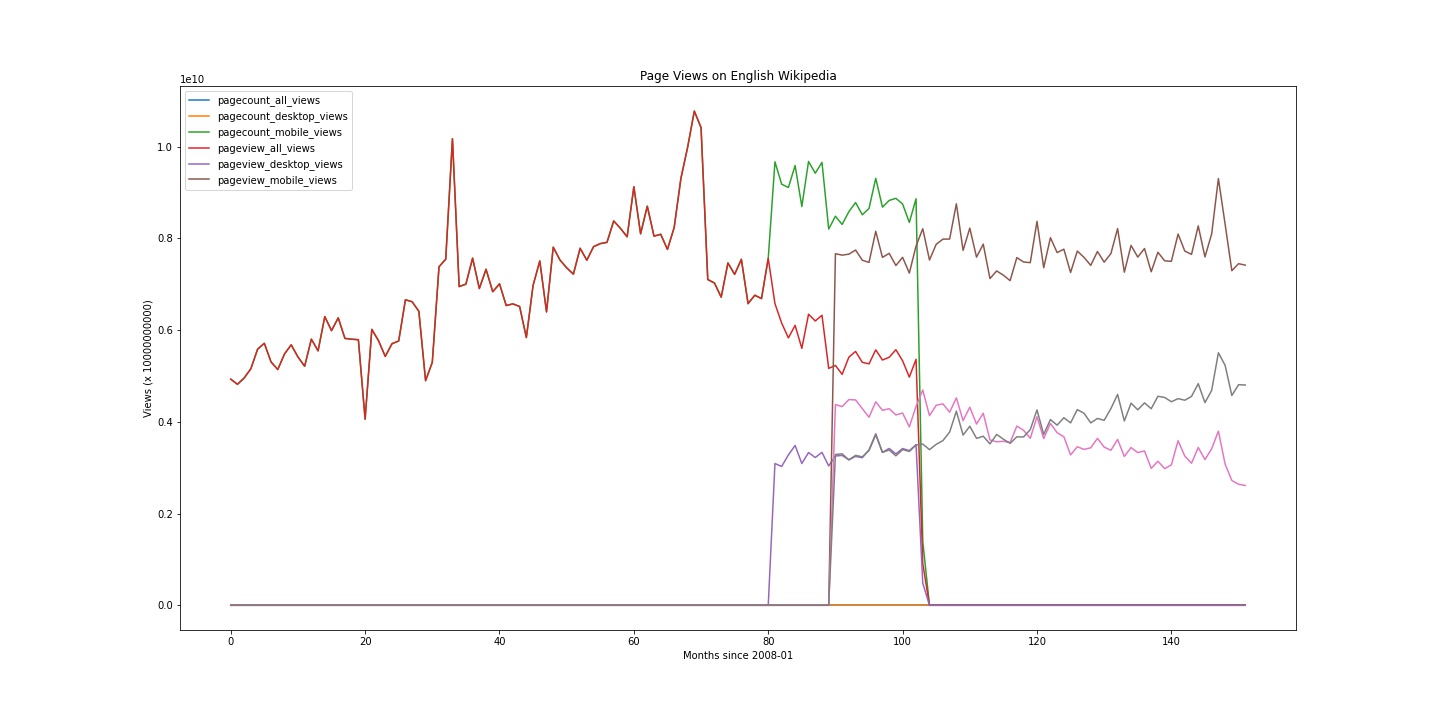 Page Views on English Wikipedia
1e10
pagecount_all_views
pagecount_desktop_views
pagecount_mobile_views
pageview_all_views
pageview_desktop_views
pageview_mobile_views
1.0
0.8
0.6
0.4
0.2
0.0
Views (x 10000000000)
0 20 40 60 80 100 120 140
Months since 2008-01